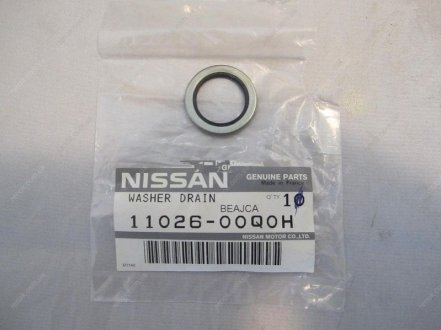 NISSAN
GENUINE PARTS
Made in France
WASHER DRAIN
Q'TY 1
BEAJCA
11026-00Q0H
NISSAN MOTOR CO.,LTD.